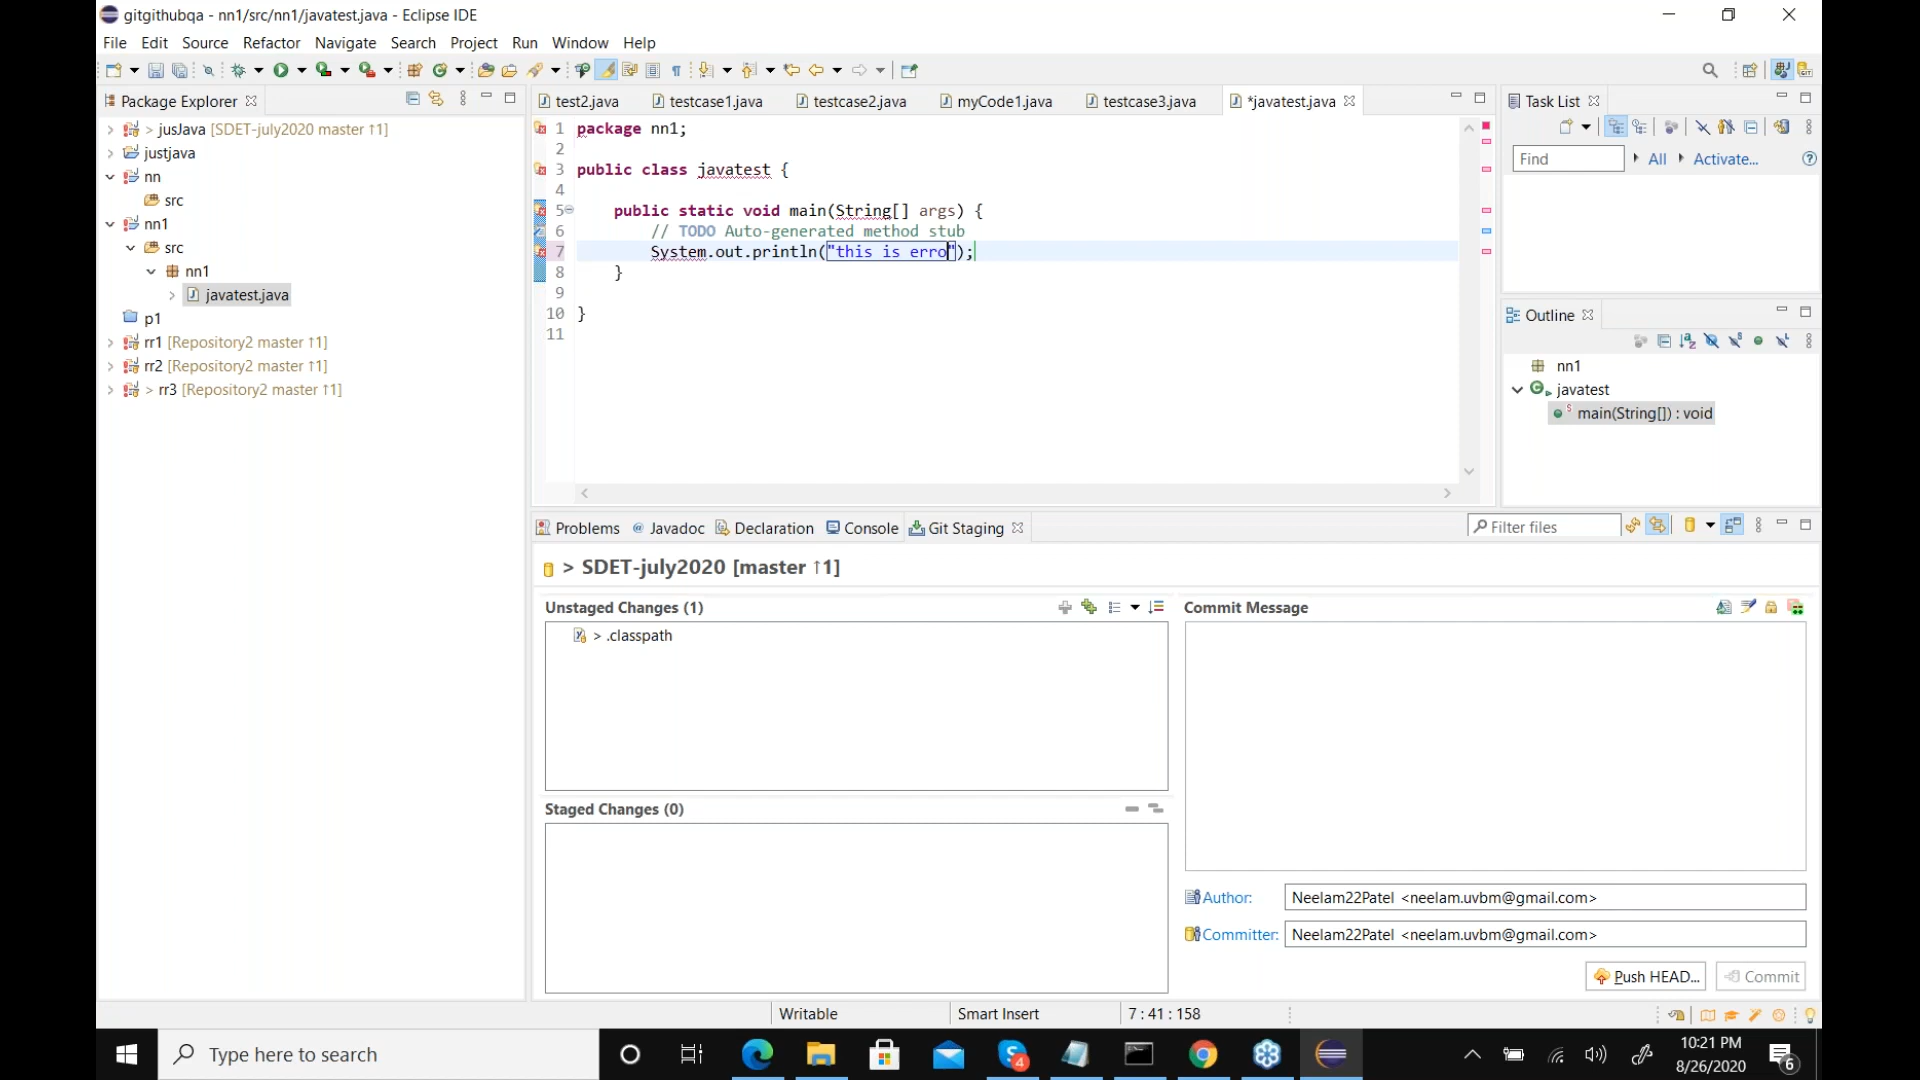 gitgithubqa - nn1/src/nn1/javatest.java - Eclipse IDE
File Edit Source Refactor Navigate Search Project Run Window Help
Package Explorer
> jusJava [SDET-july2020 master ↑1]
justjava
nn
src
nn1
src
nn1
javatest.java
p1
rr1 [Repository2 master ↑1]
rr2 [Repository2 master ↑1]
> rr3 [Repository2 master ↑1]
test2.java testcase1.java testcase2.java myCode1.java testcase3.java *javatest.java
1 package nn1;
2
3 public class javatest {
4
5 public static void main(String[] args) {
6 // TODO Auto-generated method stub
7 System.out.println("this is erro");
8 }
9
10 }
11
Task List
Find All Activate...
Outline
nn1
javatest
main(String[]) : void
Problems @ Javadoc Declaration Console Git Staging
Filter files
> SDET-july2020 [master ↑1]
Unstaged Changes (1)
> .classpath
Staged Changes (0)
Commit Message
Author: Neelam22Patel <neelam.uvbm@gmail.com>
Committer: Neelam22Patel <neelam.uvbm@gmail.com>
Push HEAD... Commit
Writable Smart Insert 7 : 41 : 158
Type here to search
4
10:21 PM
8/26/2020
6